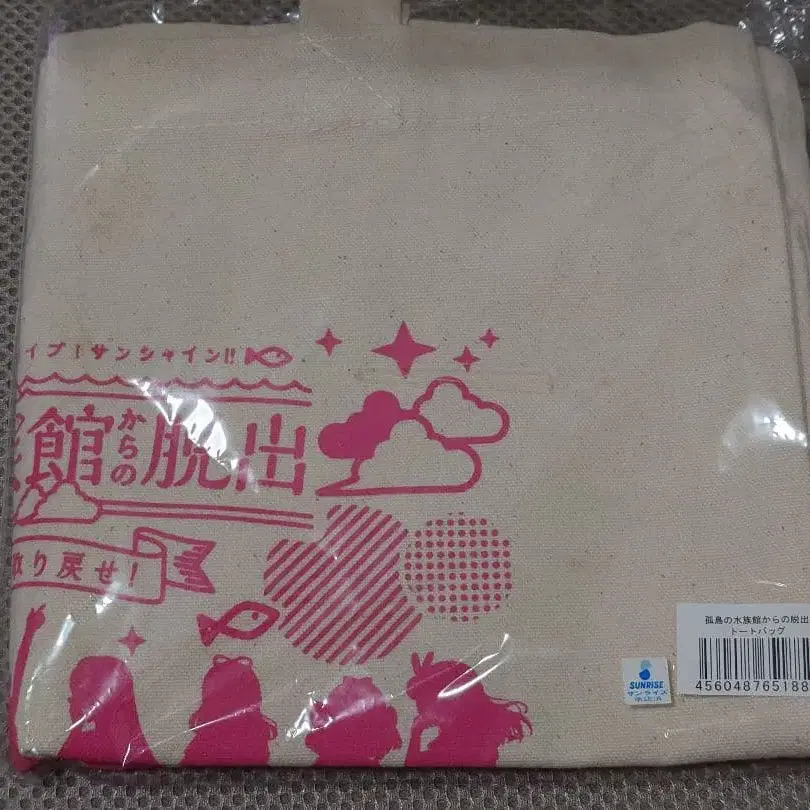 イブ!サンシャイン!!
館からの脱出
り戻せ!
孤島の水族館からの脱出
トートバッグ
456048765188
SUNRISE
サンライズ